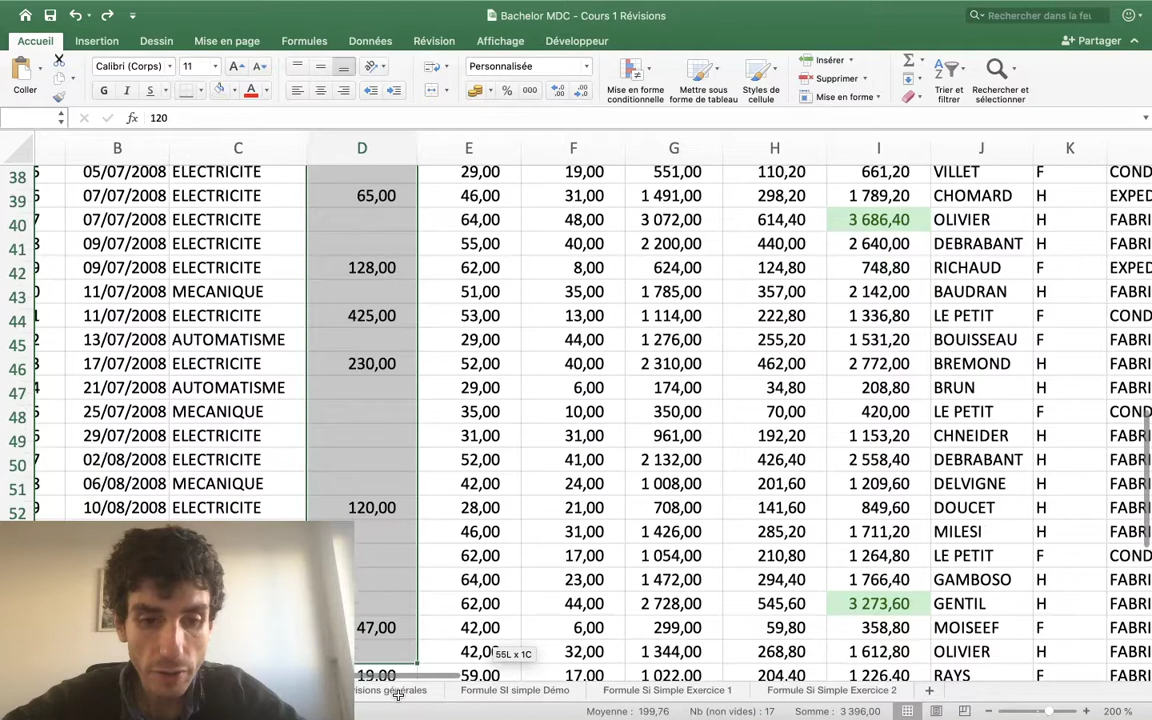 Bachelor MDC - Cours 1 Révisions
Rechercher dans la feu
Accueil Insertion Dessin Mise en page Formules Données Révision Affichage Développeur
Partager
Coller
Calibri (Corps) 11
G I S
Personnalisée
% 000
Mise en forme conditionnelle
Mettre sous forme de tableau
Styles de cellule
Insérer
Supprimer
Mise en forme
Trier et filtrer
Rechercher et sélectionner
fx 120
B C D E F G H I J K
38 05/07/2008 ELECTRICITE 29,00 19,00 551,00 110,20 661,20 VILLET F COND
39 07/07/2008 ELECTRICITE 65,00 46,00 31,00 1 491,00 298,20 1 789,20 CHOMARD H EXPED
40 07/07/2008 ELECTRICITE 64,00 48,00 3 072,00 614,40 3 686,40 OLIVIER H FABRI
41 09/07/2008 ELECTRICITE 55,00 40,00 2 200,00 440,00 2 640,00 DEBRABANT H FABRI
42 09/07/2008 ELECTRICITE 128,00 62,00 8,00 624,00 124,80 748,80 RICHAUD F EXPED
43 11/07/2008 MECANIQUE 51,00 35,00 1 785,00 357,00 2 142,00 BAUDRAN H FABRI
44 11/07/2008 ELECTRICITE 425,00 53,00 13,00 1 114,00 222,80 1 336,80 LE PETIT F COND
45 13/07/2008 AUTOMATISME 29,00 44,00 1 276,00 255,20 1 531,20 BOUISSEAU F FABRI
46 17/07/2008 ELECTRICITE 230,00 52,00 40,00 2 310,00 462,00 2 772,00 BREMOND H FABRI
47 21/07/2008 AUTOMATISME 29,00 6,00 174,00 34,80 208,80 BRUN H FABRI
48 25/07/2008 MECANIQUE 35,00 10,00 350,00 70,00 420,00 LE PETIT F COND
49 29/07/2008 ELECTRICITE 31,00 31,00 961,00 192,20 1 153,20 CHNEIDER H FABRI
50 02/08/2008 ELECTRICITE 52,00 41,00 2 132,00 426,40 2 558,40 DEBRABANT H FABRI
51 06/08/2008 MECANIQUE 42,00 24,00 1 008,00 201,60 1 209,60 DELVIGNE H FABRI
52 10/08/2008 ELECTRICITE 120,00 28,00 21,00 708,00 141,60 849,60 DOUCET H FABRI
46,00 31,00 1 426,00 285,20 1 711,20 MILESI H FABRI
62,00 17,00 1 054,00 210,80 1 264,80 LE PETIT F COND
64,00 23,00 1 472,00 294,40 1 766,40 GAMBOSO H FABRI
62,00 44,00 2 728,00 545,60 3 273,60 GENTIL H FABRI
47,00 42,00 6,00 299,00 59,80 358,80 MOISEEF F FABRI
42,00 32,00 1 344,00 268,80 1 612,80 OLIVIER H FABRI
55L x 1C
19,00 59,00 17,00 1 022,00 204,40 1 226,40 RAYS F FABRI
visions générales Formule SI simple Démo Formule Si Simple Exercice 1 Formule Si Simple Exercice 2
Moyenne : 199,76 Nb (non vides) : 17 Somme : 3 396,00 200 %